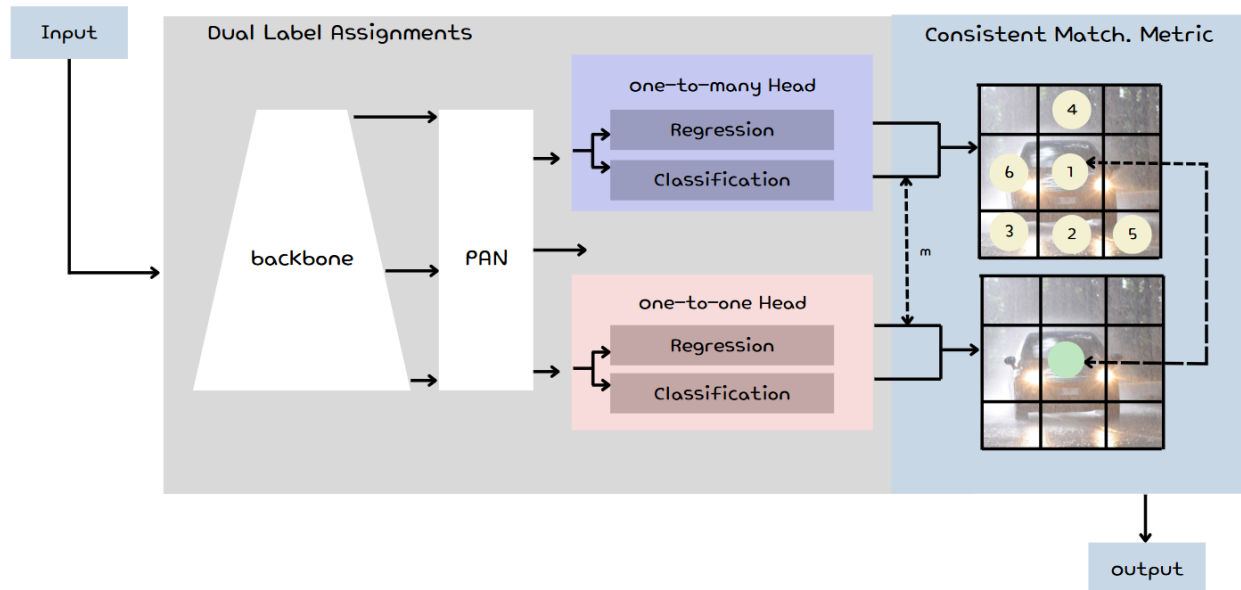 Input
Dual Label Assignments
Consistent Match. Metric
one-to-many Head
Regression
Classification
backbone
PAN
m
one-to-one Head
Regression
Classification
4
6
1
3
2
5
output